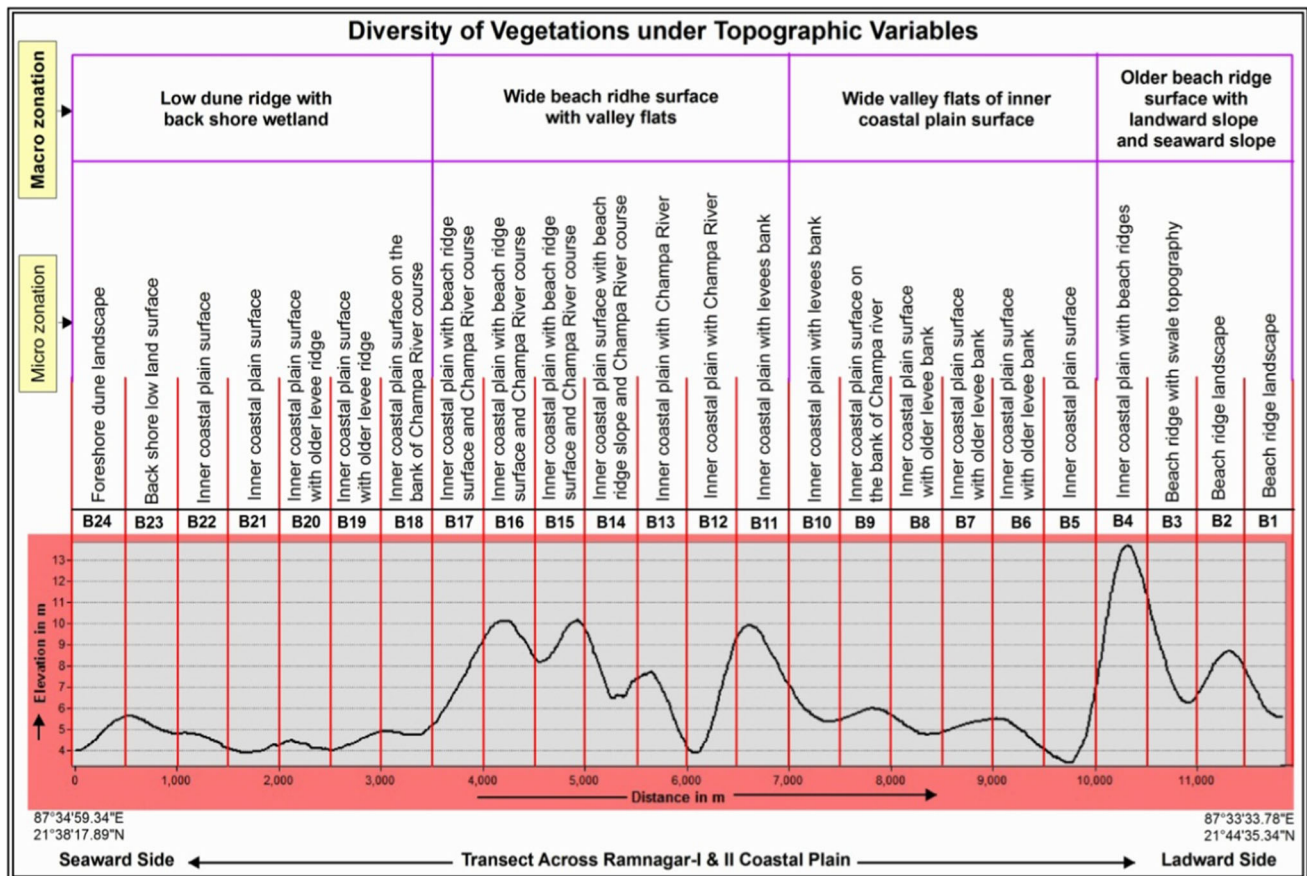 Diversity of Vegetations under Topographic Variables
Macro zonation
Low dune ridge with
back shore wetland
Wide beach ridhe surface
with valley flats
Wide valley flats of inner
coastal plain surface
Older beach ridge
surface with
landward slope
and seaward slope
Micro zonation
Foreshore dune landscape
Back shore low land surface
Inner coastal plain surface
Inner coastal plain surface
Inner coastal plain surface
with older levee ridge
Inner coastal plain surface
with older levee ridge
Inner coastal plain surface on the
bank of Champa River course
Inner coastal plain with beach ridge
surface and Champa River course
Inner coastal plain with beach ridge
surface and Champa River course
Inner coastal plain with beach ridge
surface and Champa River course
Inner coastal plain surface with beach
ridge slope and Champa River course
Inner coastal plain with Champa River
Inner coastal plain with Champa River
Inner coastal plain with levees bank
Inner coastal plain with levees bank
Inner coastal plain surface on
the bank of Champa river
Inner coastal plain surface
with older levee bank
Inner coastal plain surface
with older levee bank
Inner coastal plain surface
with older levee bank
Inner coastal plain surface
Inner coastal plain with beach ridges
Beach ridge with swale topography
Beach ridge landscape
Beach ridge landscape
B24 B23 B22 B21 B20 B19 B18 B17 B16 B15 B14 B13 B12 B11 B10 B9 B8 B7 B6 B5 B4 B3 B2 B1
Elevation in m
13
12
11
10
9
8
7
6
5
4
0 1,000 2,000 3,000 4,000 5,000 6,000 7,000 8,000 9,000 10,000 11,000
Distance in m
87°34'59.34"E
21°38'17.89"N
87°33'33.78"E
21°44'35.34"N
Seaward Side Transect Across Ramnagar-I & II Coastal Plain Ladward Side